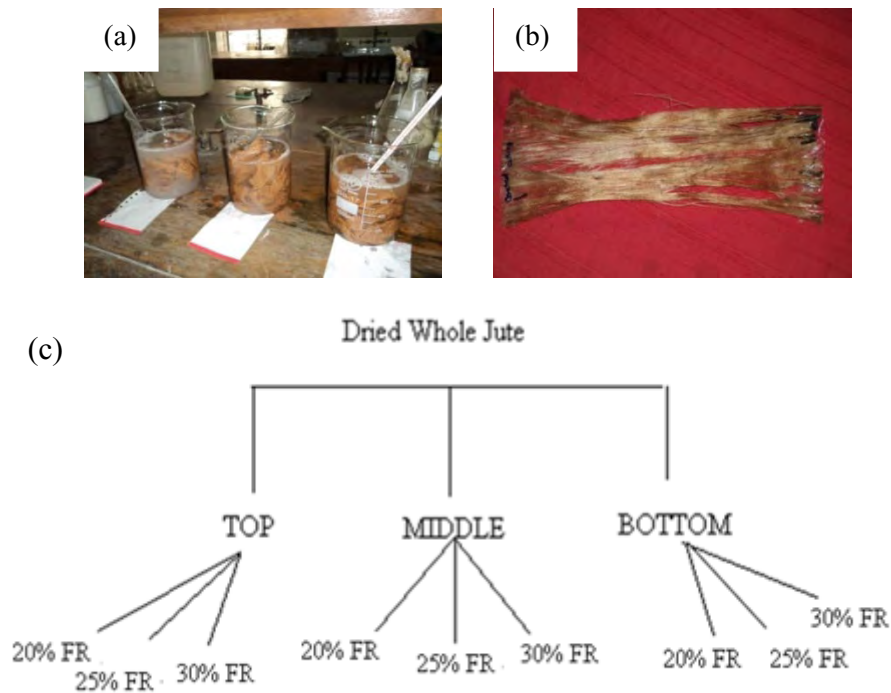 (a)
(b)
(c)
Dried Whole Jute
TOP
MIDDLE
BOTTOM
20% FR
25% FR
30% FR
20% FR
25% FR
30% FR
20% FR
25% FR
30% FR